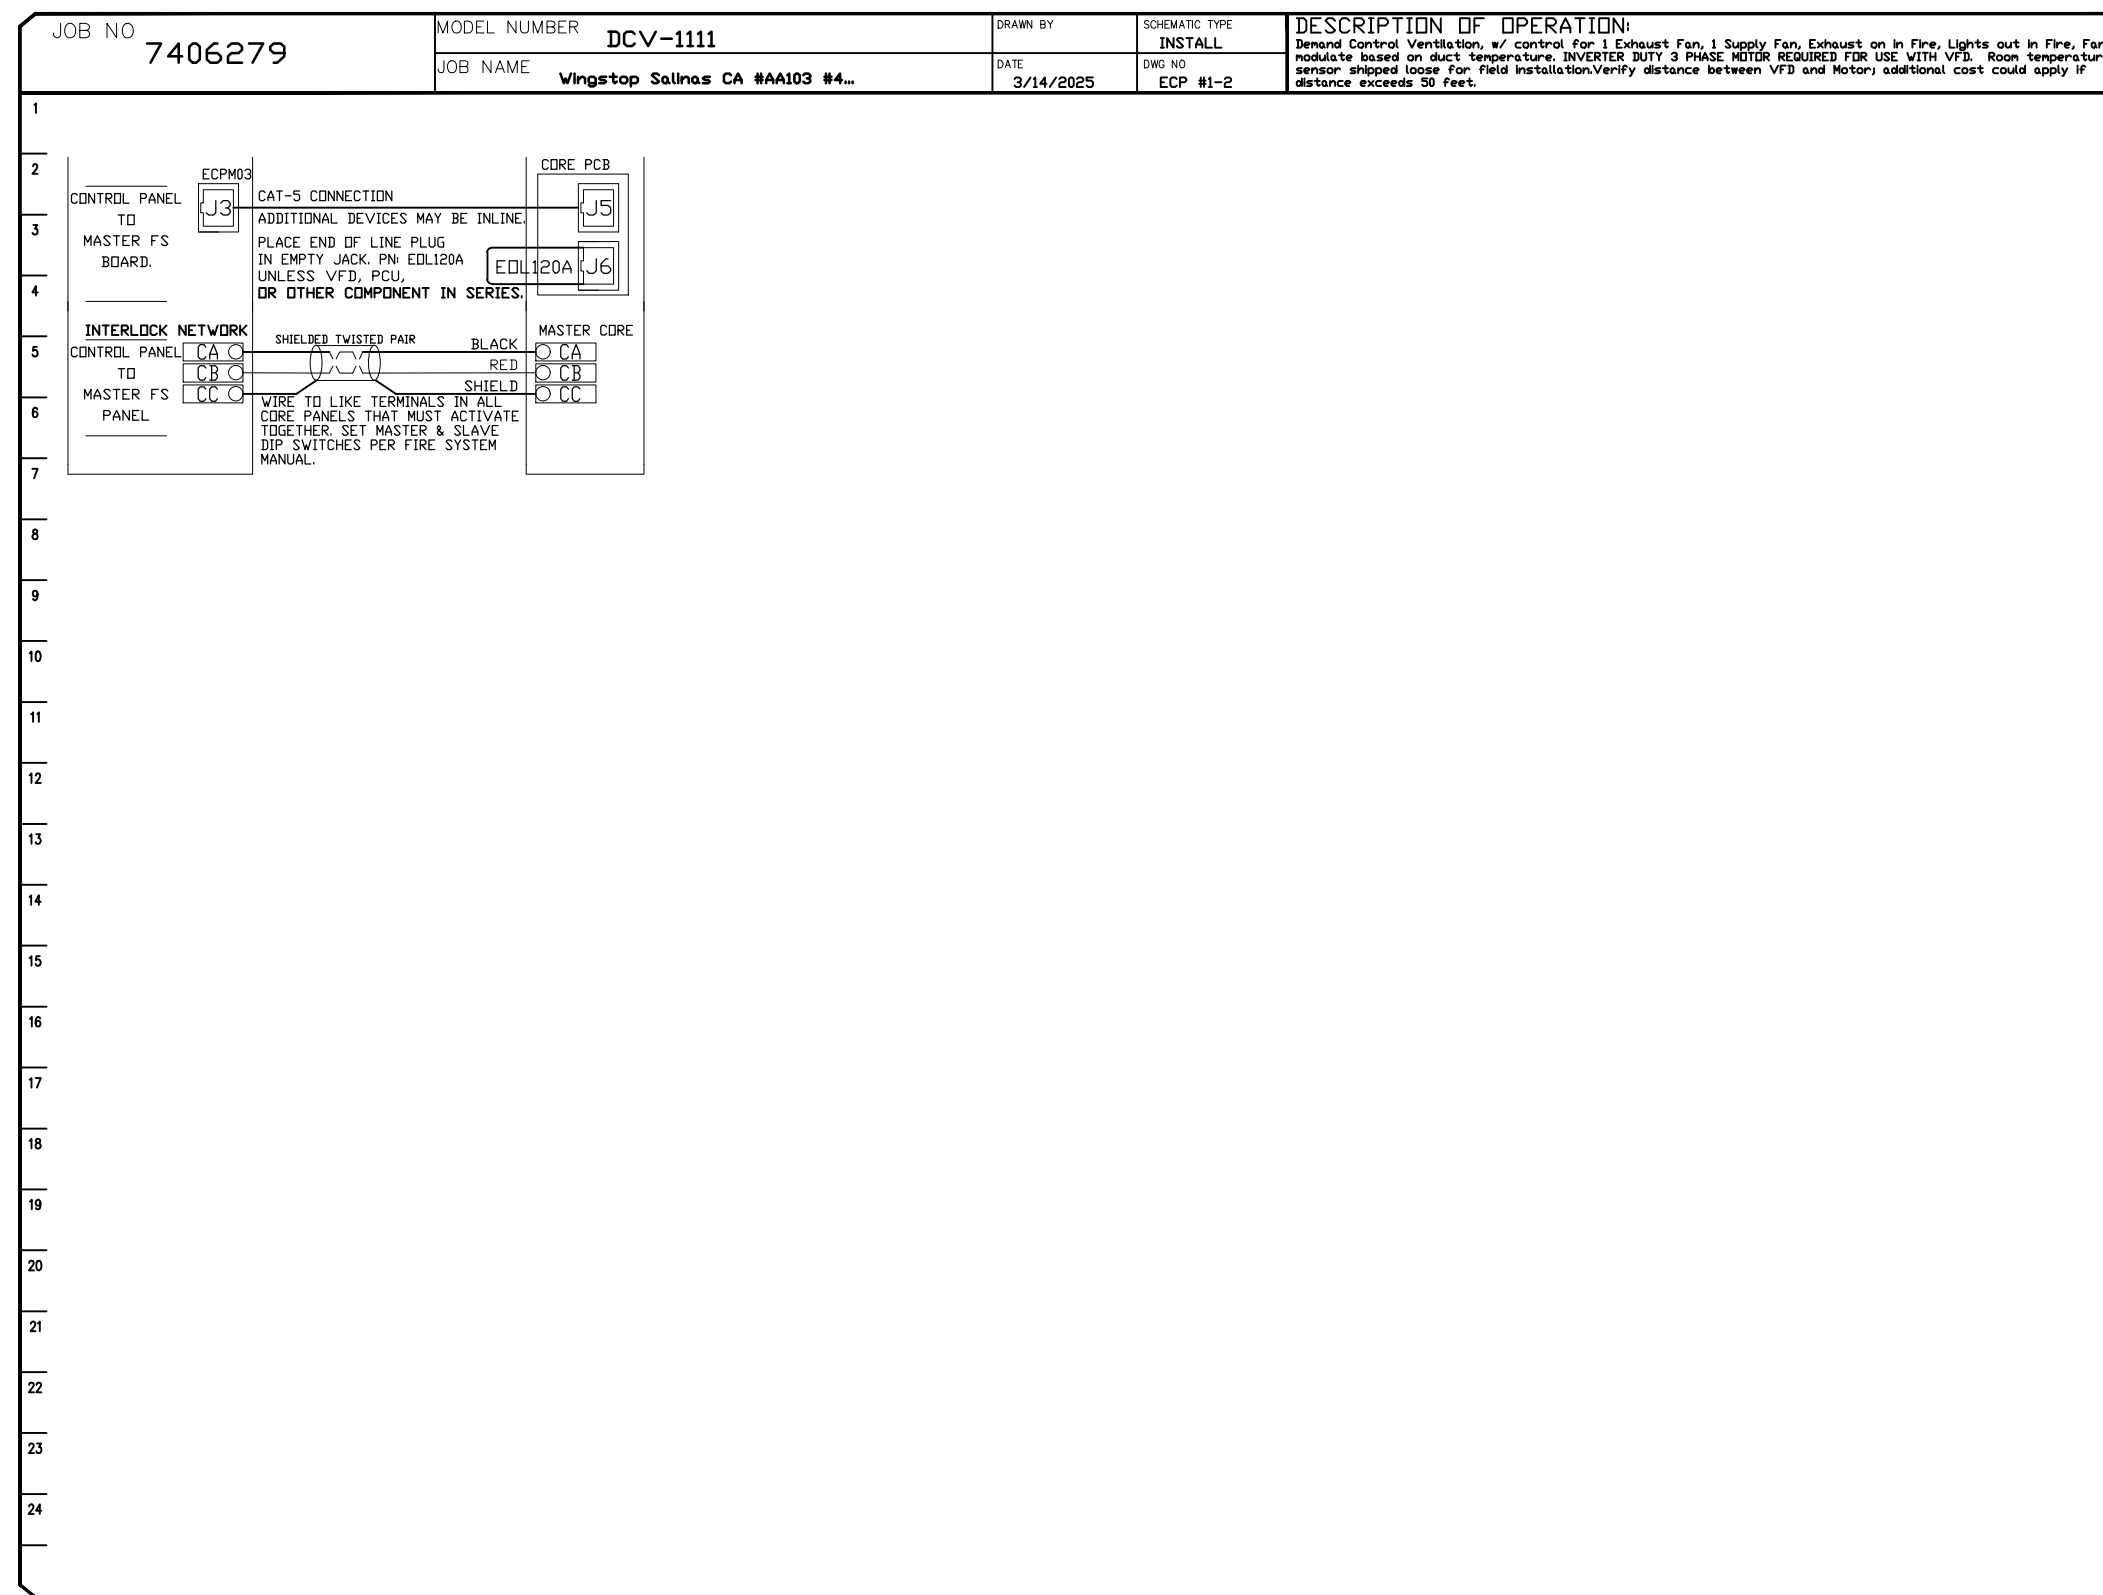 JOB NO
7406279
MODEL NUMBER
DCV-1111
JOB NAME
Wingstop Salinas CA #AA103 #4...
DRAWN BY
DATE
3/14/2025
SCHEMATIC TYPE
INSTALL
DWG NO
ECP #1-2
DESCRIPTION OF OPERATION:
Demand Control Ventilation, w/ control for 1 Exhaust Fan, 1 Supply Fan, Exhaust on in Fire, Lights out in Fire, Fan
modulate based on duct temperature. INVERTER DUTY 3 PHASE MOTOR REQUIRED FOR USE WITH VFD. Room temperatur
sensor shipped loose for field installation.Verify distance between VFD and Motor; additional cost could apply if
distance exceeds 50 feet.
1
2
3
4
5
6
7
8
9
10
11
12
13
14
15
16
17
18
19
20
21
22
23
24
CONTROL PANEL
TO
MASTER FS
BOARD.
ECPM03
J3
CAT-5 CONNECTION
ADDITIONAL DEVICES MAY BE INLINE.
PLACE END OF LINE PLUG
IN EMPTY JACK. PN: EOL120A
UNLESS VFD, PCU,
OR OTHER COMPONENT IN SERIES.
CORE PCB
J5
EOL120A
J6
INTERLOCK NETWORK
CONTROL PANEL
TO
MASTER FS
PANEL
CA
CB
CC
SHIELDED TWISTED PAIR
BLACK
RED
SHIELD
MASTER CORE
CA
CB
CC
WIRE TO LIKE TERMINALS IN ALL
CORE PANELS THAT MUST ACTIVATE
TOGETHER. SET MASTER & SLAVE
DIP SWITCHES PER FIRE SYSTEM
MANUAL.